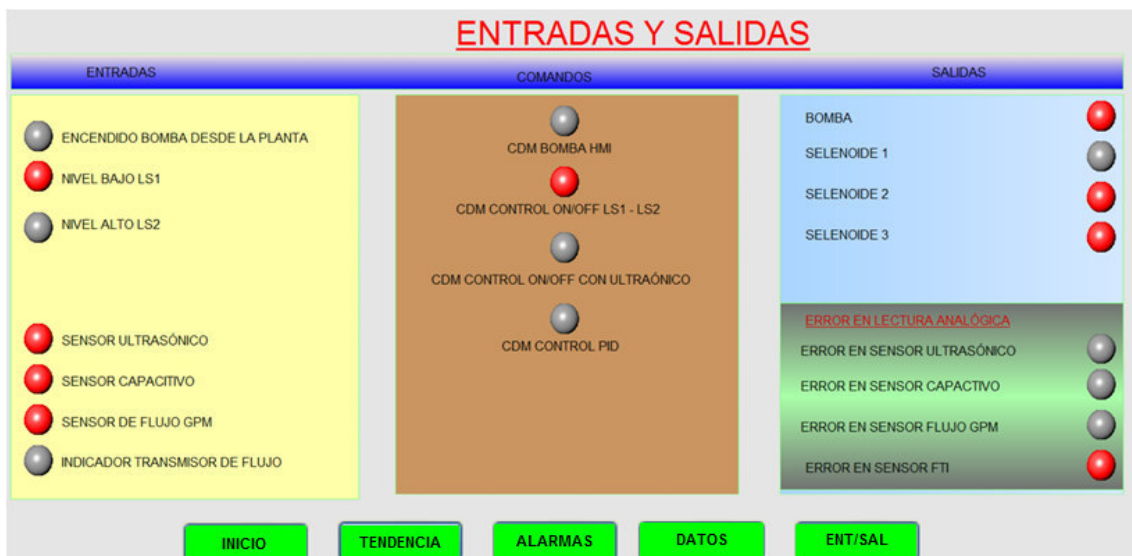 ENTRADAS Y SALIDAS
ENTRADAS
COMANDOS
SALIDAS
ENCENDIDO BOMBA DESDE LA PLANTA
NIVEL BAJO LS1
NIVEL ALTO LS2
SENSOR ULTRASÓNICO
SENSOR CAPACITIVO
SENSOR DE FLUJO GPM
INDICADOR TRANSMISOR DE FLUJO
CDM BOMBA HMI
CDM CONTROL ON/OFF LS1 - LS2
CDM CONTROL ON/OFF CON ULTRAÓNICO
CDM CONTROL PID
BOMBA
SELENOIDE 1
SELENOIDE 2
SELENOIDE 3
ERROR EN LECTURA ANALÓGICA
ERROR EN SENSOR ULTRASÓNICO
ERROR EN SENSOR CAPACTIVO
ERROR EN SENSOR FLUJO GPM
ERROR EN SENSOR FTI
INICIO
TENDENCIA
ALARMAS
DATOS
ENT/SAL